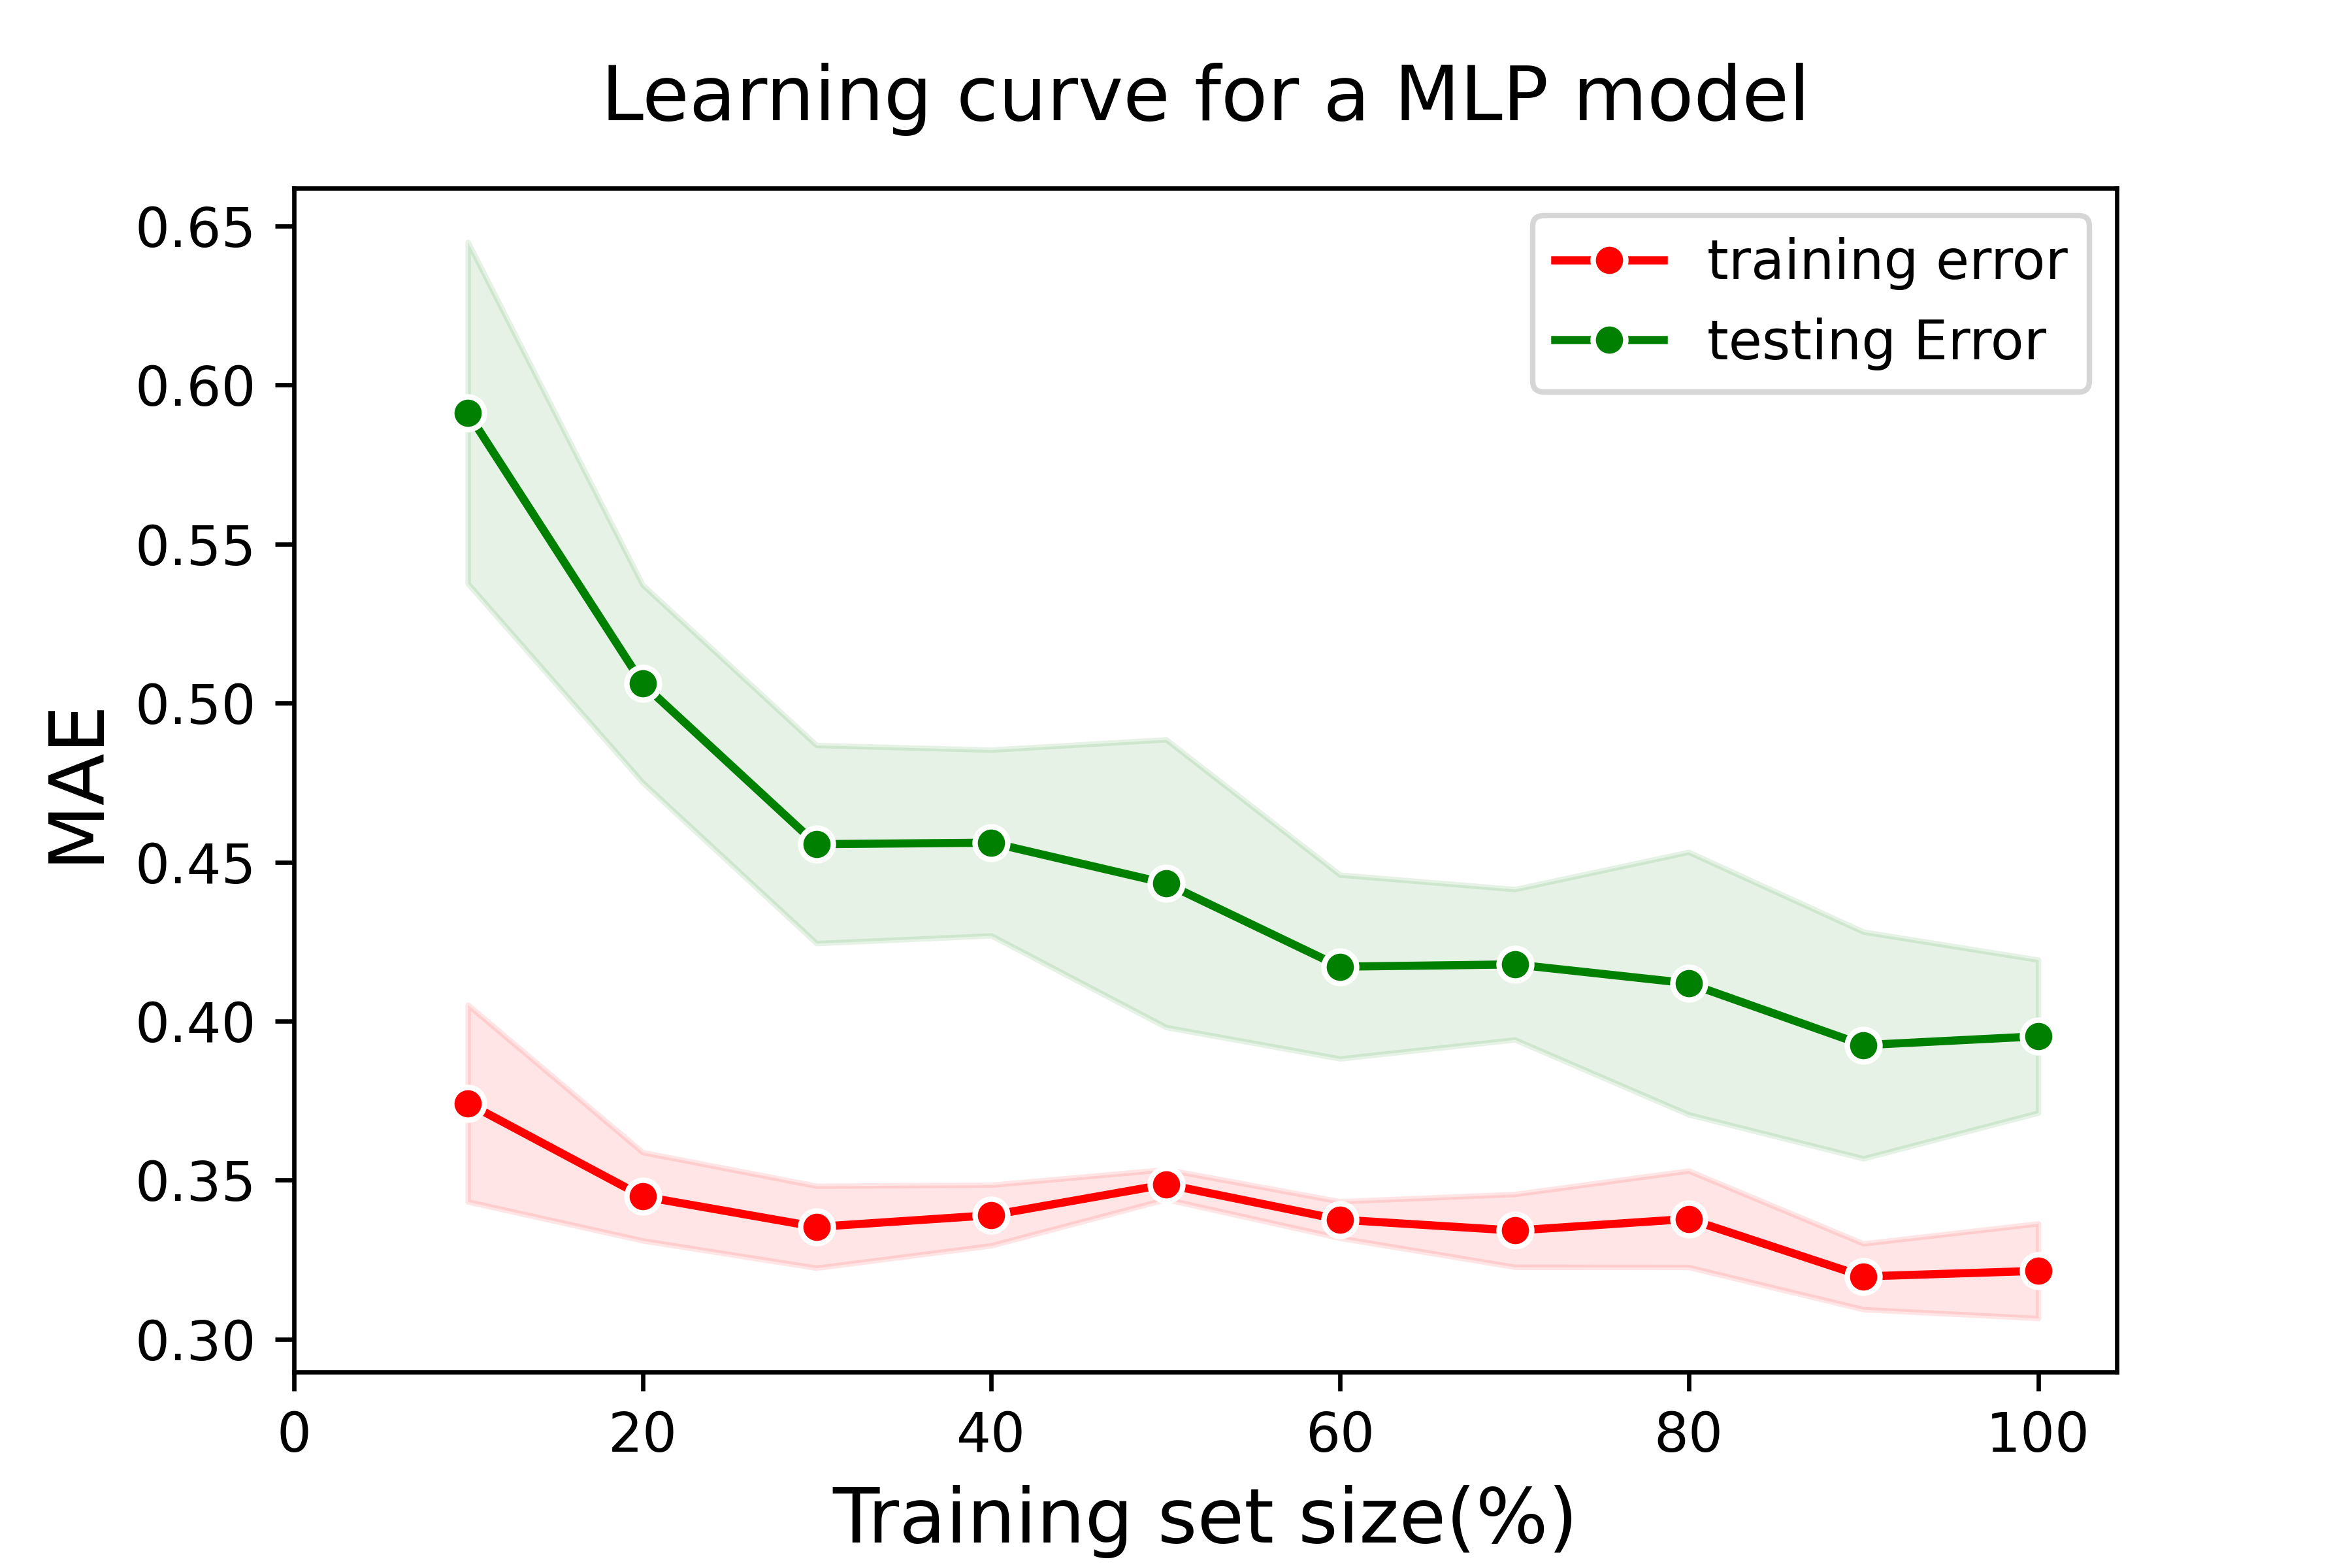 Learning curve for a MLP model
training error
testing Error
0.65
0.60
0.55
0.50
0.45
0.40
0.35
0.30
MAE
0 20 40 60 80 100
Training set size(%)